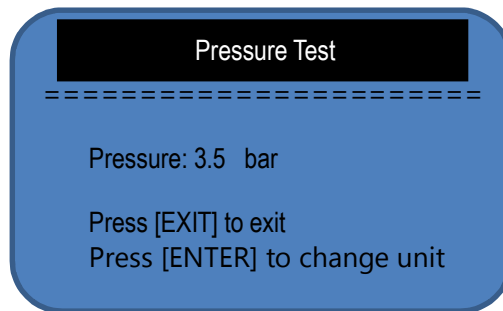 Pressure Test
=======================
Pressure: 3.5 bar
Press [EXIT] to exit
Press [ENTER] to change unit